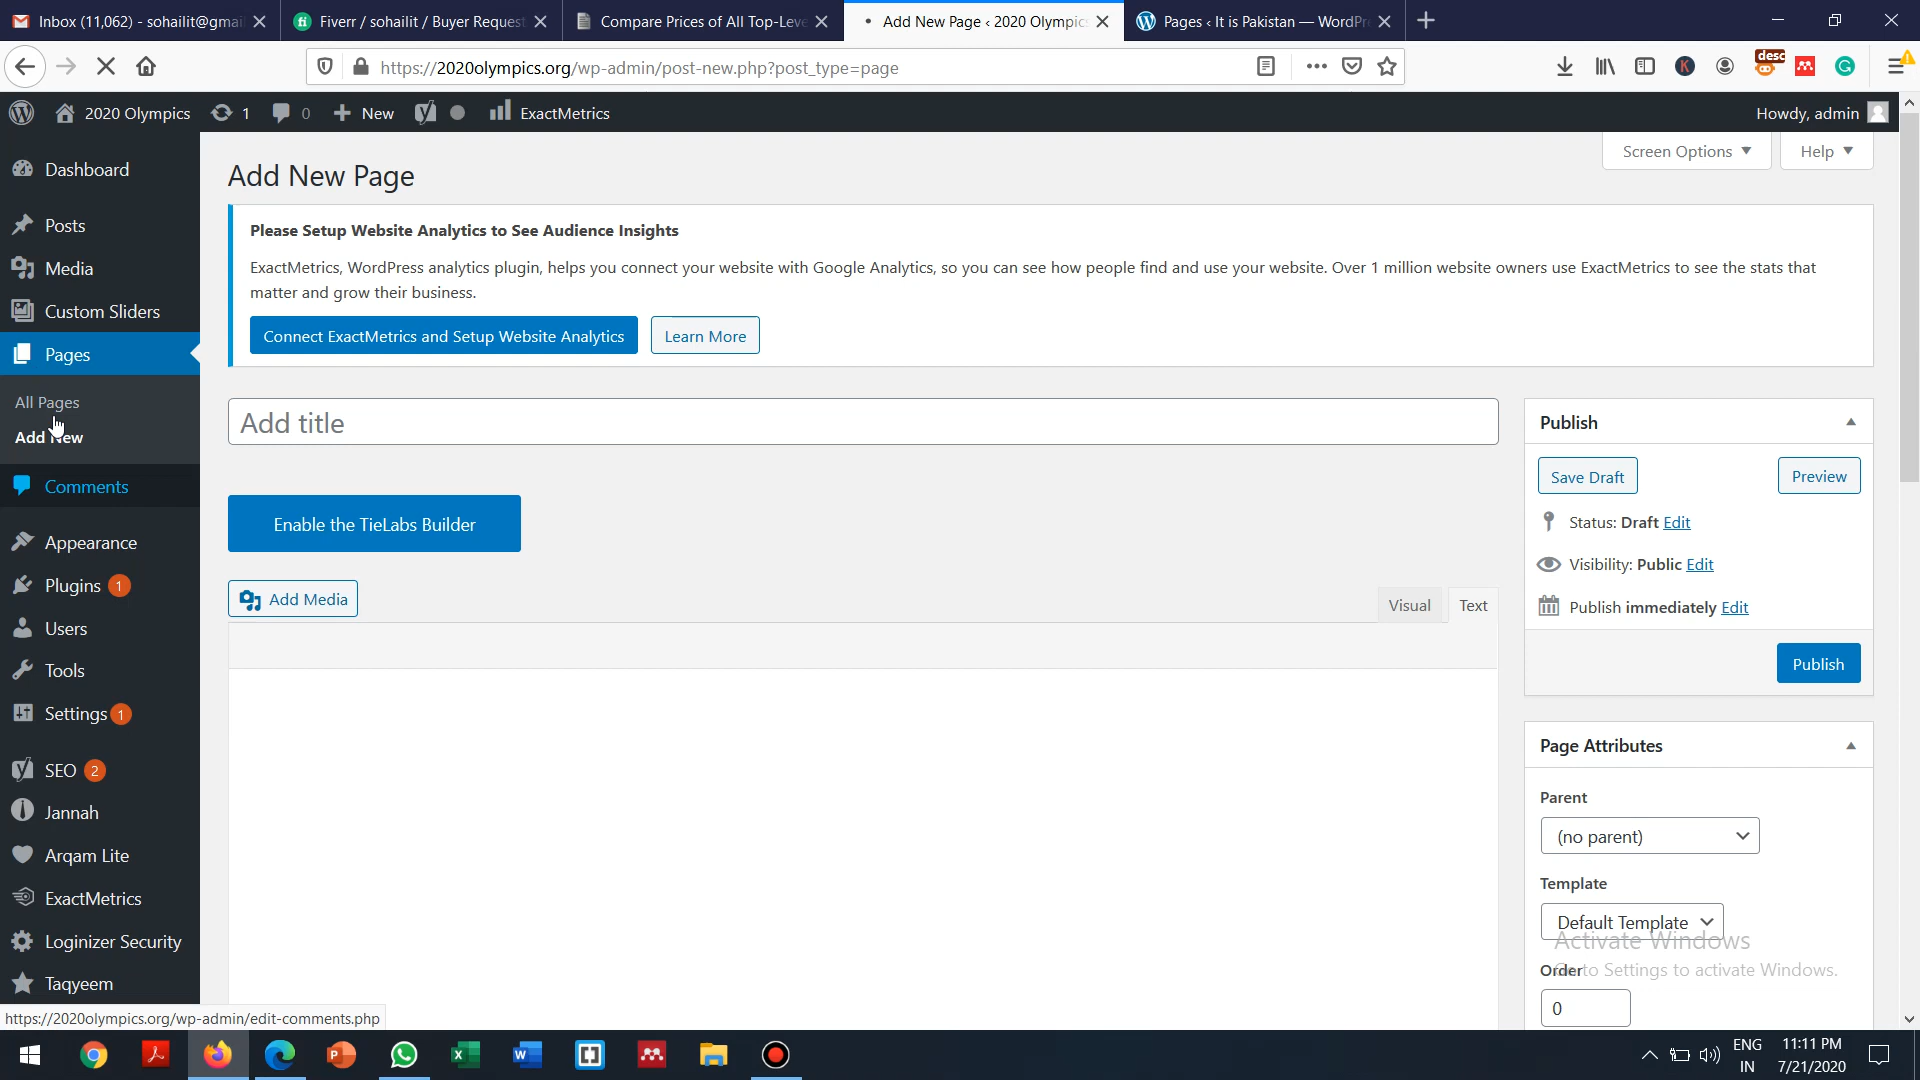 Inbox (11,062) - sohailit@gmai
Fiverr / sohailit / Buyer Request
Compare Prices of All Top-Leve
• Add New Page ‹ 2020 Olympic
Pages ‹ It is Pakistan — WordPr
https://2020olympics.org/wp-admin/post-new.php?post_type=page
desc
2020 Olympics
1
0
New
ExactMetrics
Howdy, admin
Dashboard
Posts
Media
Custom Sliders
Pages
All Pages
Add New
Comments
Appearance
Plugins 1
Users
Tools
Settings 1
SEO 2
Jannah
Arqam Lite
ExactMetrics
Loginizer Security
Taqyeem
https://2020olympics.org/wp-admin/edit-comments.php
Screen Options
Help
Add New Page
Please Setup Website Analytics to See Audience Insights
ExactMetrics, WordPress analytics plugin, helps you connect your website with Google Analytics, so you can see how people find and use your website. Over 1 million website owners use ExactMetrics to see the stats that
matter and grow their business.
Connect ExactMetrics and Setup Website Analytics
Learn More
Add title
Enable the TieLabs Builder
Add Media
Visual
Text
Publish
Save Draft
Preview
Status: Draft Edit
Visibility: Public Edit
Publish immediately Edit
Publish
Page Attributes
Parent
(no parent)
Template
Default Template
Activate Windows
Order
Go to Settings to activate Windows.
0
ENG
IN
11:11 PM
7/21/2020